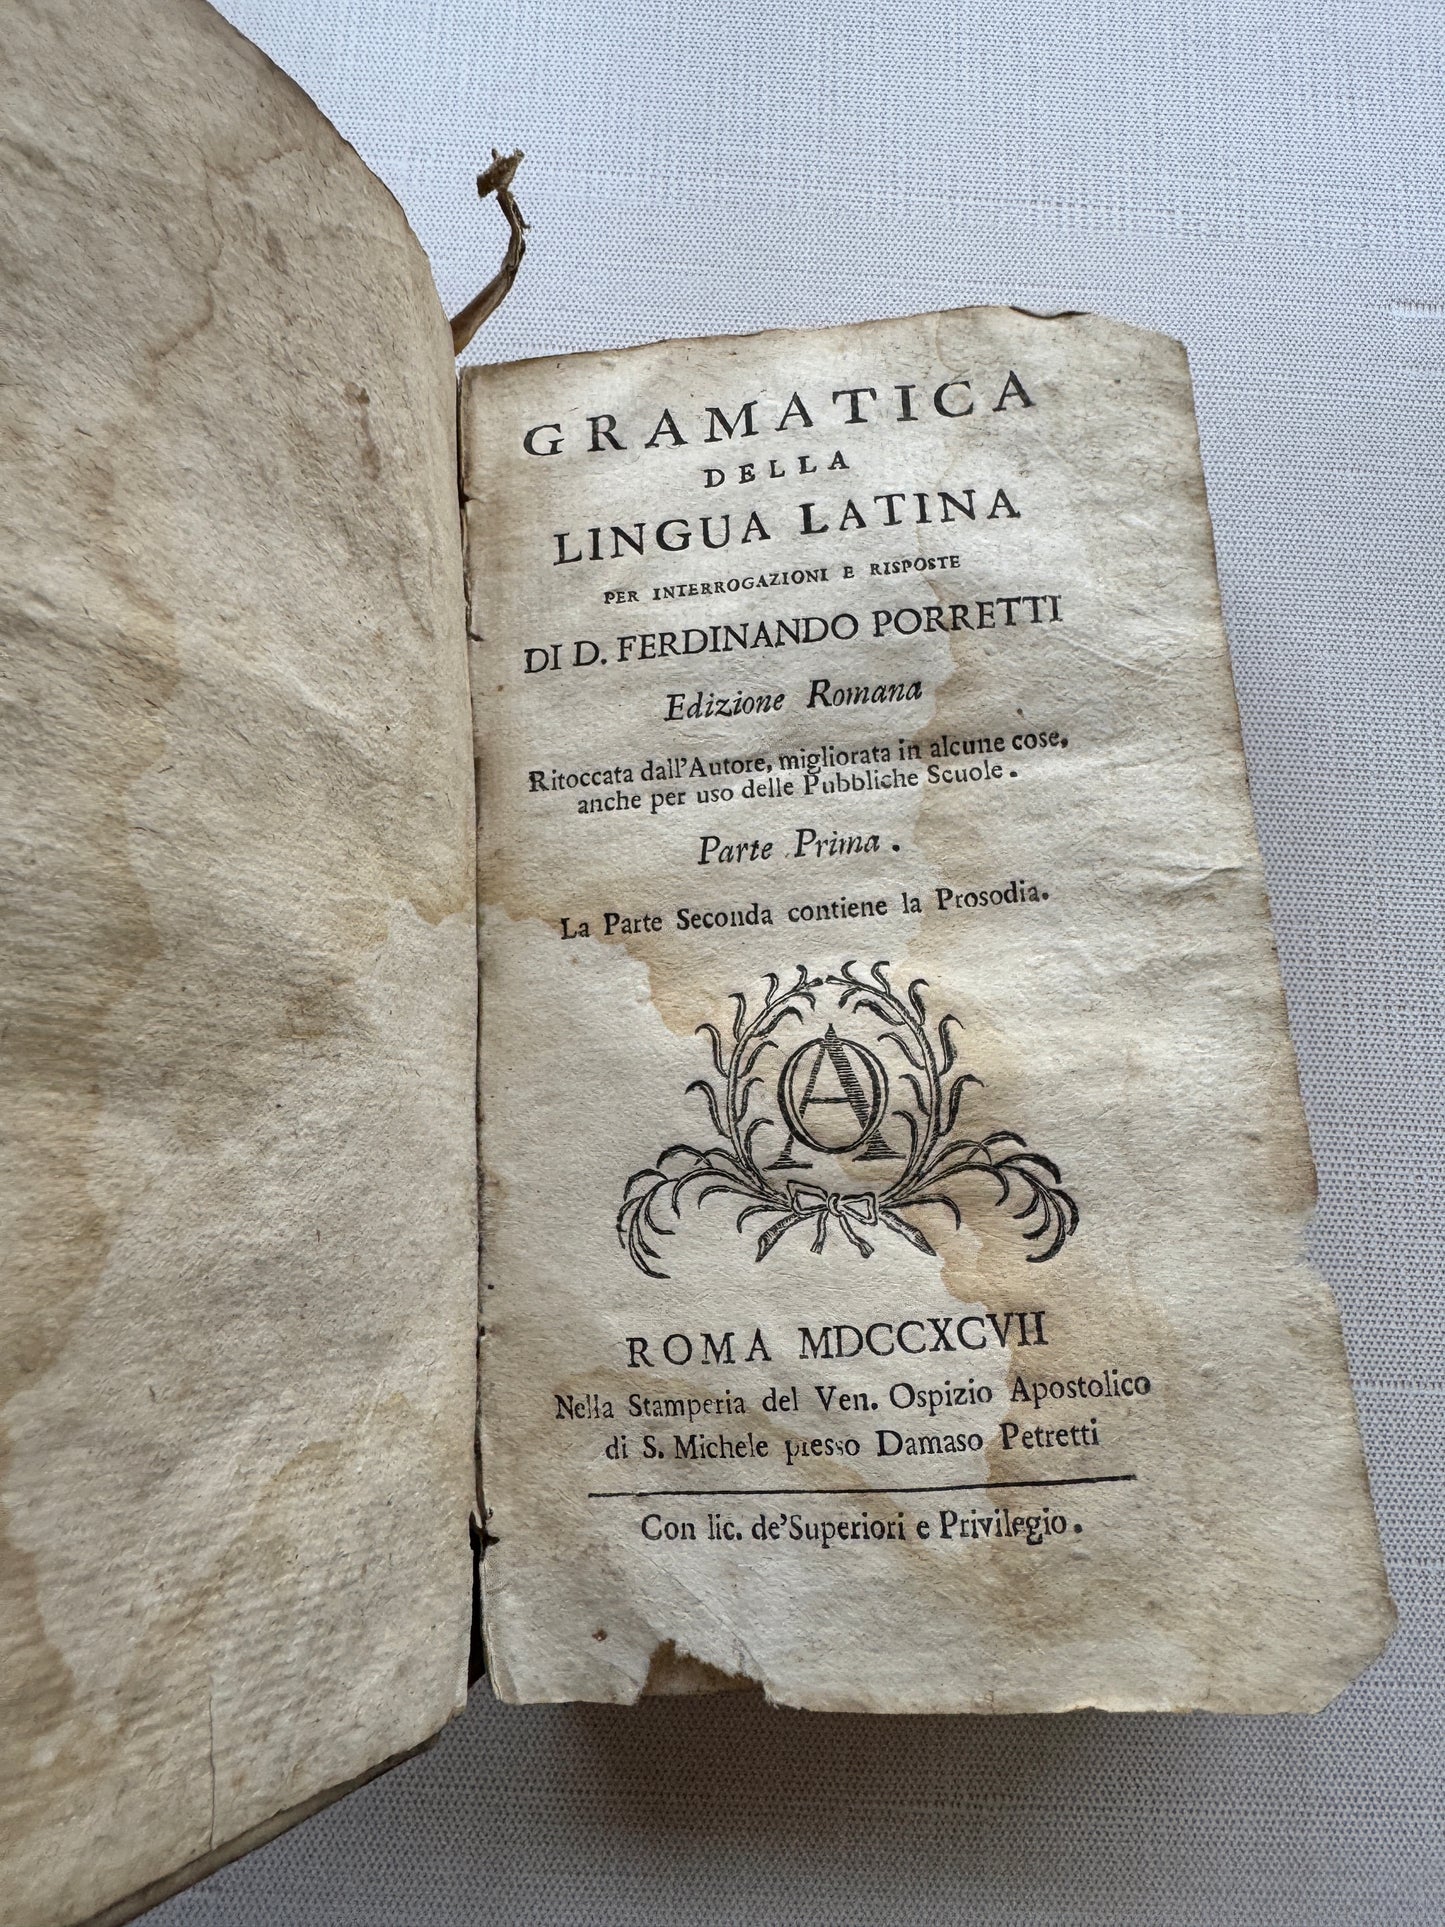 GRAMATICA
DELLA
LINGUA LATINA
PER INTERROGAZIONI E RISPOSTE
DI D. FERDINANDO PORRETTI
Edizione Romana
Ritoccata dall'Autore, migliorata in alcune cose,
anche per uso delle Pubbliche Scuole.
Parte Prima.
La Parte Seconda contiene la Prosodia.
OA
ROMA MDCCXCVII
Nella Stamperia del Ven. Ospizio Apostolico
di S. Michele presso Damaso Petretti
Con lic. de'Superiori e Privilegio.